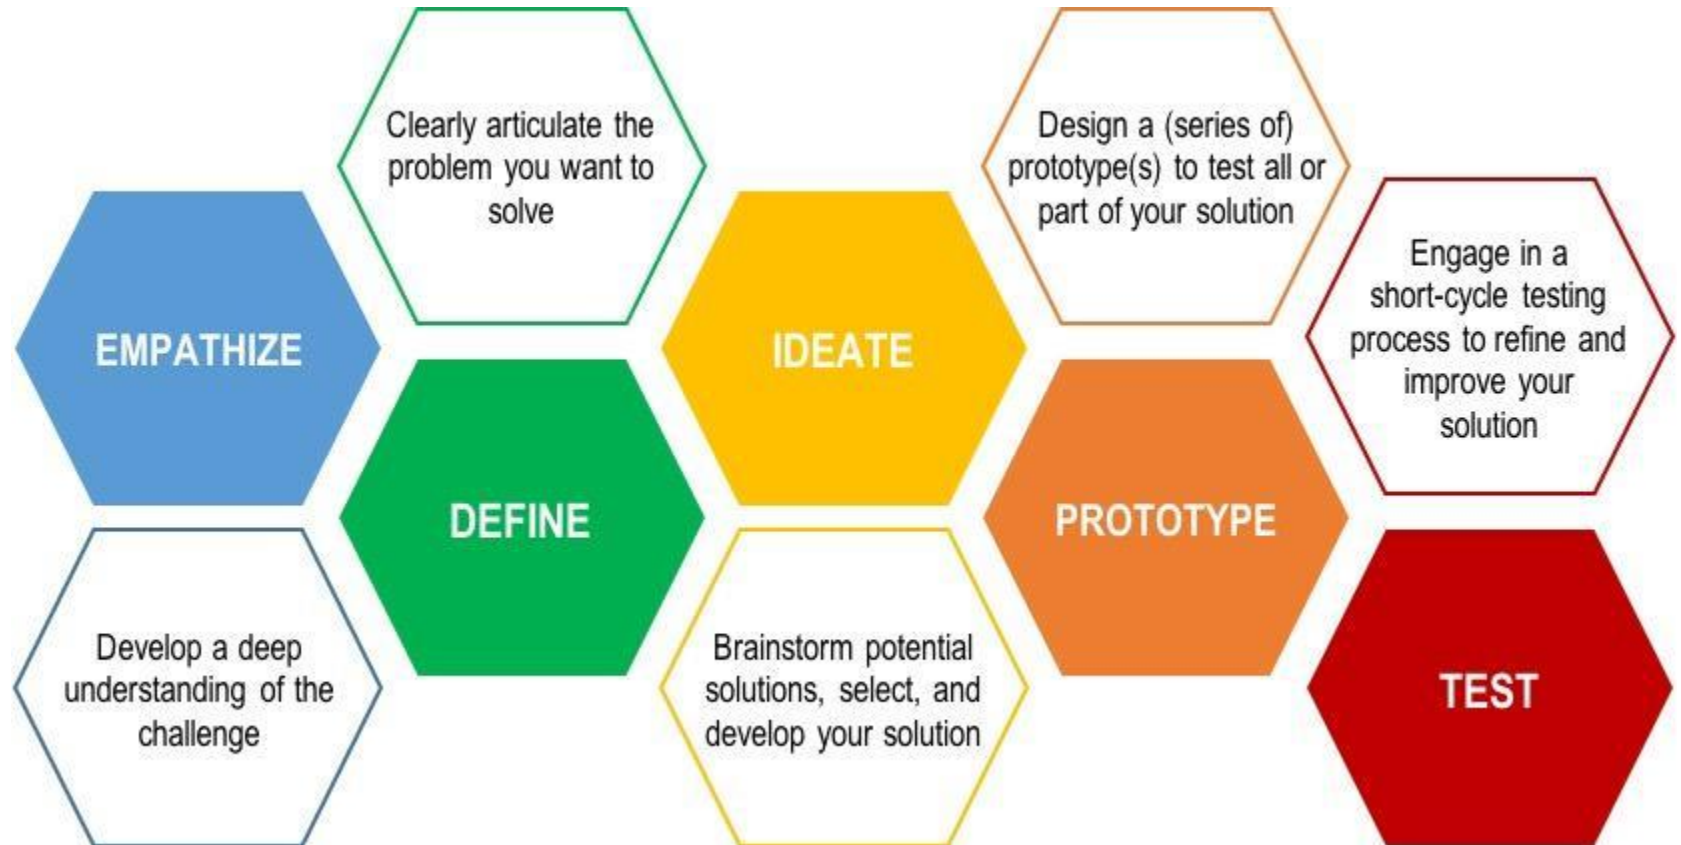 EMPATHIZE
Develop a deep
understanding of the
challenge
Clearly articulate the
problem you want to
solve
DEFINE
IDEATE
Brainstorm potential
solutions, select, and
develop your solution
Design a (series of)
prototype(s) to test all or
part of your solution
PROTOTYPE
Engage in a
short-cycle testing
process to refine and
improve your
solution
TEST